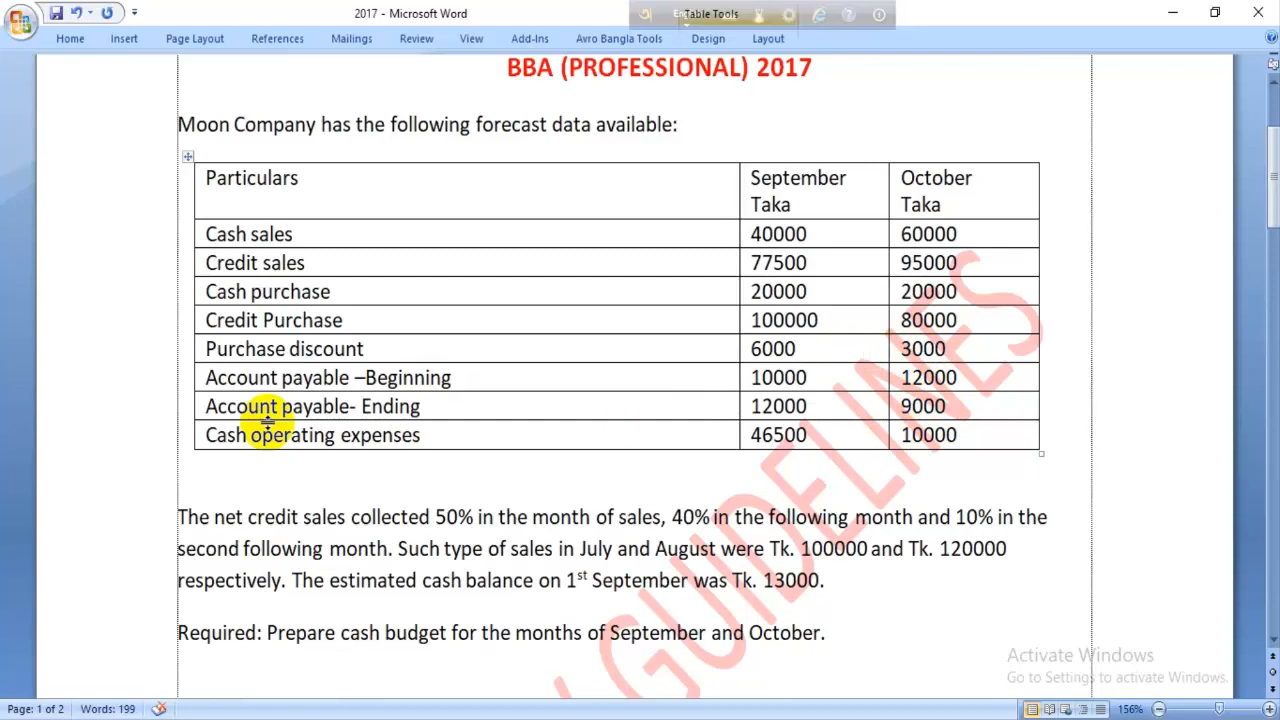 2017 - Microsoft Word
Table Tools
Home Insert Page Layout References Mailings Review View Add-Ins Avro Bangla Tools Design Layout
BBA (PROFESSIONAL) 2017
Moon Company has the following forecast data available:
Particulars September Taka October Taka
Cash sales 40000 60000
Credit sales 77500 95000
Cash purchase 20000 20000
Credit Purchase 100000 80000
Purchase discount 6000 3000
Account payable –Beginning 10000 12000
Account payable- Ending 12000 9000
Cash operating expenses 46500 10000
The net credit sales collected 50% in the month of sales, 40% in the following month and 10% in the
second following month. Such type of sales in July and August were Tk. 100000 and Tk. 120000
respectively. The estimated cash balance on 1st September was Tk. 13000.
Required: Prepare cash budget for the months of September and October.
GUIDELINES
Activate Windows
Go to Settings to activate Windows.
Page: 1 of 2 Words: 199 156%